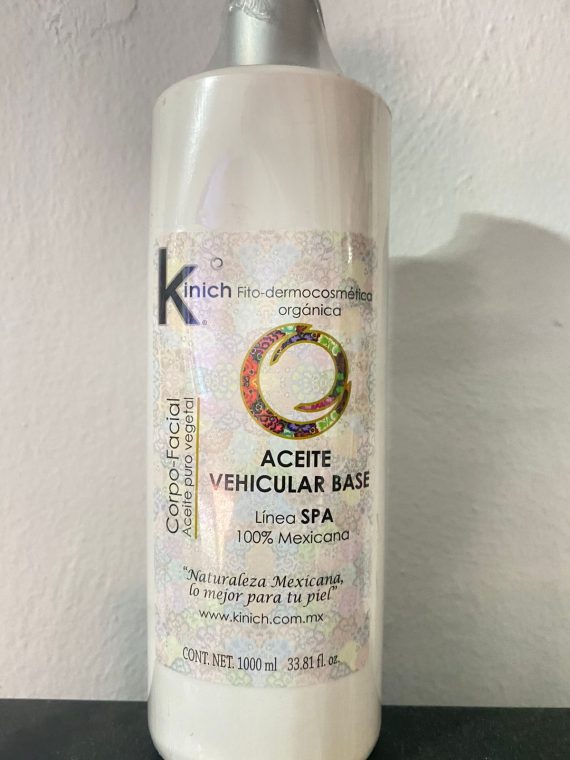 Kinich Fito-dermocosmética
orgánica
Corpo-Facial
Aceite puro vegetal
ACEITE
VEHICULAR BASE
Línea SPA
100% Mexicana
"Naturaleza Mexicana,
lo mejor para tu piel"
www.kinich.com.mx
CONT. NET. 1000 ml 33.81 fl. oz.